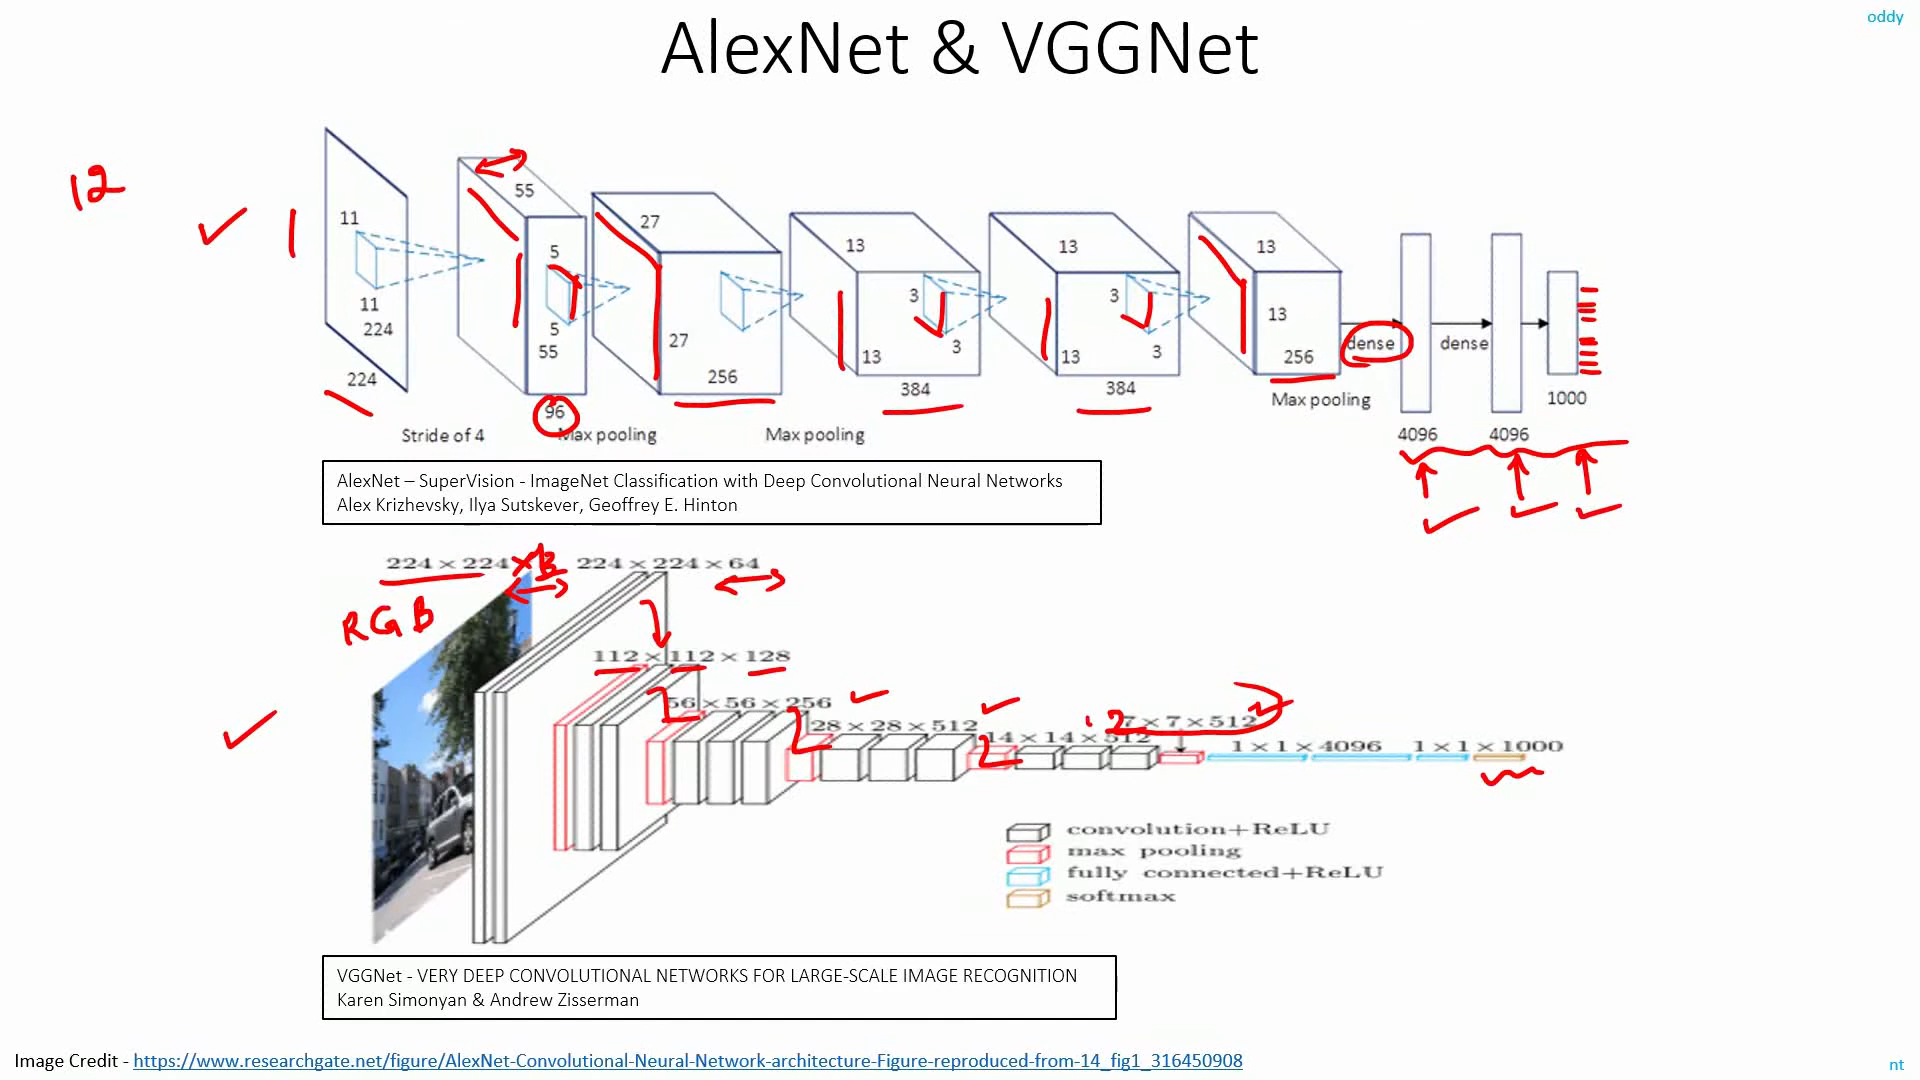 oddy
AlexNet & VGGNet
12
11
11
224
224
55
5
5
55
96
Stride of 4
Max pooling
27
27
256
Max pooling
13
3
3
13
384
13
3
3
13
384
13
13
256
Max pooling
dense
dense
4096
4096
1000
AlexNet – SuperVision - ImageNet Classification with Deep Convolutional Neural Networks
Alex Krizhevsky, Ilya Sutskever, Geoffrey E. Hinton
224 × 224 224 × 224 × 64
RGB
112 × 112 × 128
56 × 56 × 256
28 × 28 × 512
14 × 14 × 512
7 × 7 × 512
1 × 1 × 4096 1 × 1 × 1000
convolution+ReLU
max pooling
fully connected+ReLU
softmax
VGGNet - VERY DEEP CONVOLUTIONAL NETWORKS FOR LARGE-SCALE IMAGE RECOGNITION
Karen Simonyan & Andrew Zisserman
Image Credit - https://www.researchgate.net/figure/AlexNet-Convolutional-Neural-Network-architecture-Figure-reproduced-from-14_fig1_316450908
nt